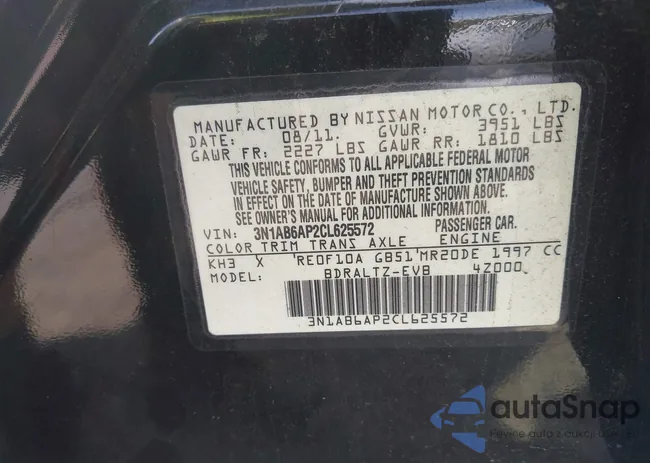 MANUFACTURED BY NISSAN MOTOR CO., LTD.
DATE: 08/11. GVWR: 3951 LBS
GAWR FR: 2227 LBS GAWR RR: 1810 LBS
THIS VEHICLE CONFORMS TO ALL APPLICABLE FEDERAL MOTOR
VEHICLE SAFETY, BUMPER AND THEFT PREVENTION STANDARDS
IN EFFECT ON THE DATE OF MANUFACTURE SHOWN ABOVE.
SEE OWNER'S MANUAL FOR ADDITIONAL INFORMATION.
VIN: 3N1AB6AP2CL625572 PASSENGER CAR.
COLOR TRIM TRANS AXLE ENGINE
KH3 X 'RE0F10A GB51'MR20DE 1997 CC
MODEL: BDRALTZ-EVB 4Z000
3N1AB6AP2CL625572
autoSnap
Pewne auta z aukcji